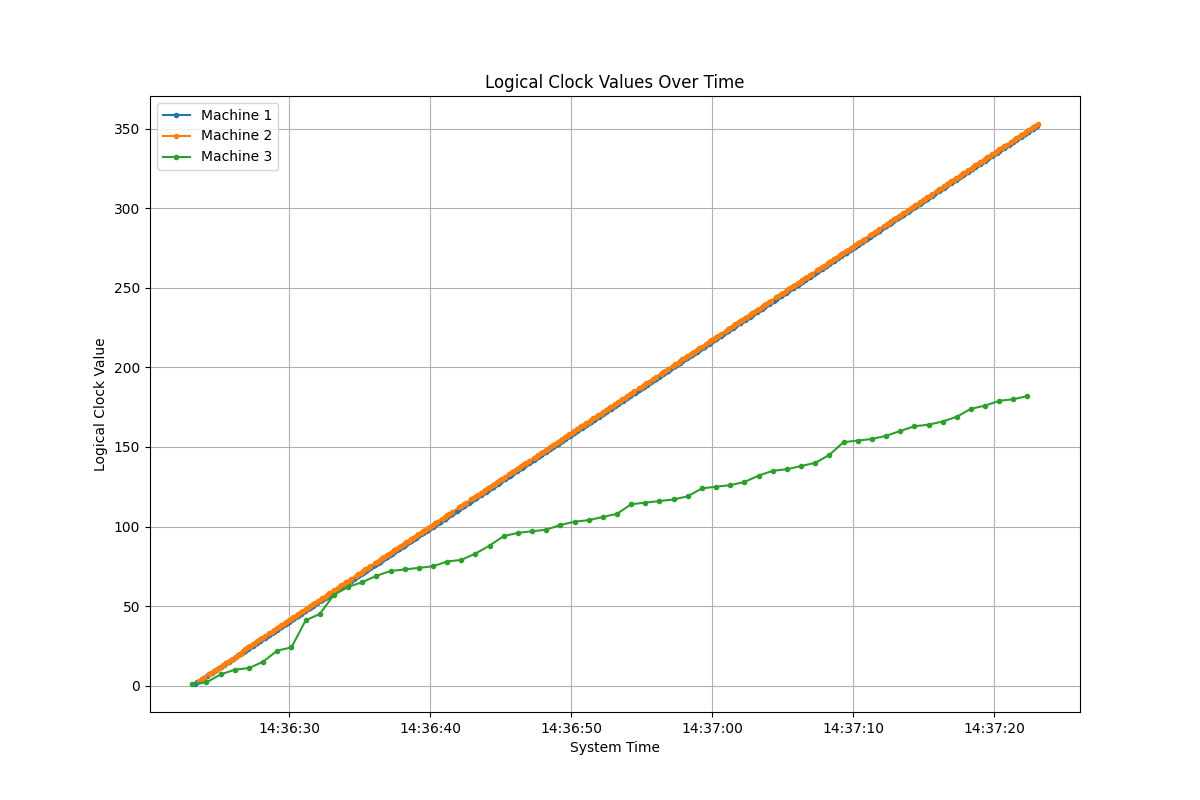 Logical Clock Values Over Time
Machine 1
Machine 2
Machine 3
350
300
250
200
150
100
50
0
Logical Clock Value
14:36:30 14:36:40 14:36:50 14:37:00 14:37:10 14:37:20
System Time